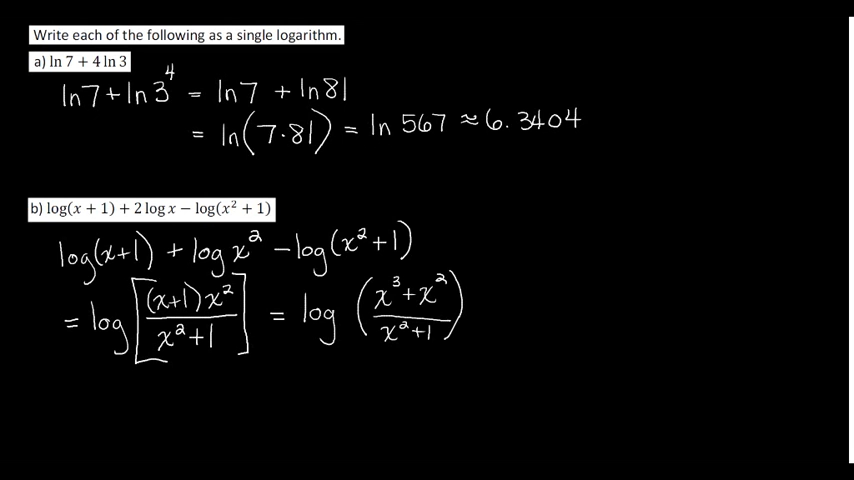 Write each of the following as a single logarithm.
a) ln 7 + 4 ln 3
ln7 + ln 3⁴ = ln7 + ln81
= ln(7·81) = ln 567 ≈ 6.3404
b) log(x + 1) + 2 log x − log(x² + 1)
log(x+1) + log x² − log(x²+1)
= log[(x+1)x² / x²+1] = log(x³+x² / x²+1)